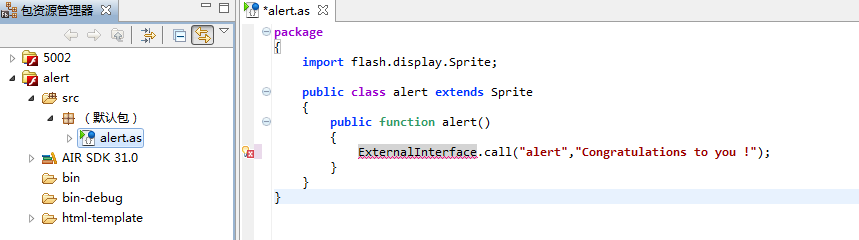 包资源管理器
5002
alert
src
（默认包）
alert.as
AIR SDK 31.0
bin
bin-debug
html-template
*alert.as
package
{
import flash.display.Sprite;
public class alert extends Sprite
{
public function alert()
{
ExternalInterface.call("alert","Congratulations to you !");
}
}
}